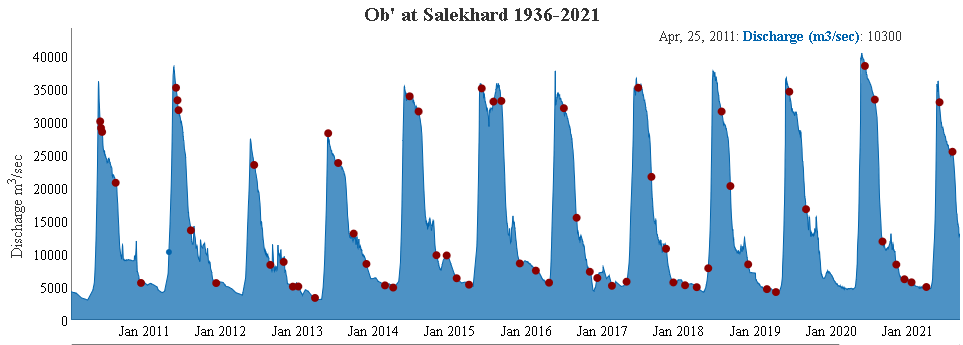 Ob' at Salekhard 1936-2021
Apr, 25, 2011: Discharge (m3/sec): 10300
Discharge m3/sec
40000
35000
30000
25000
20000
15000
10000
5000
0
Jan 2011 Jan 2012 Jan 2013 Jan 2014 Jan 2015 Jan 2016 Jan 2017 Jan 2018 Jan 2019 Jan 2020 Jan 2021